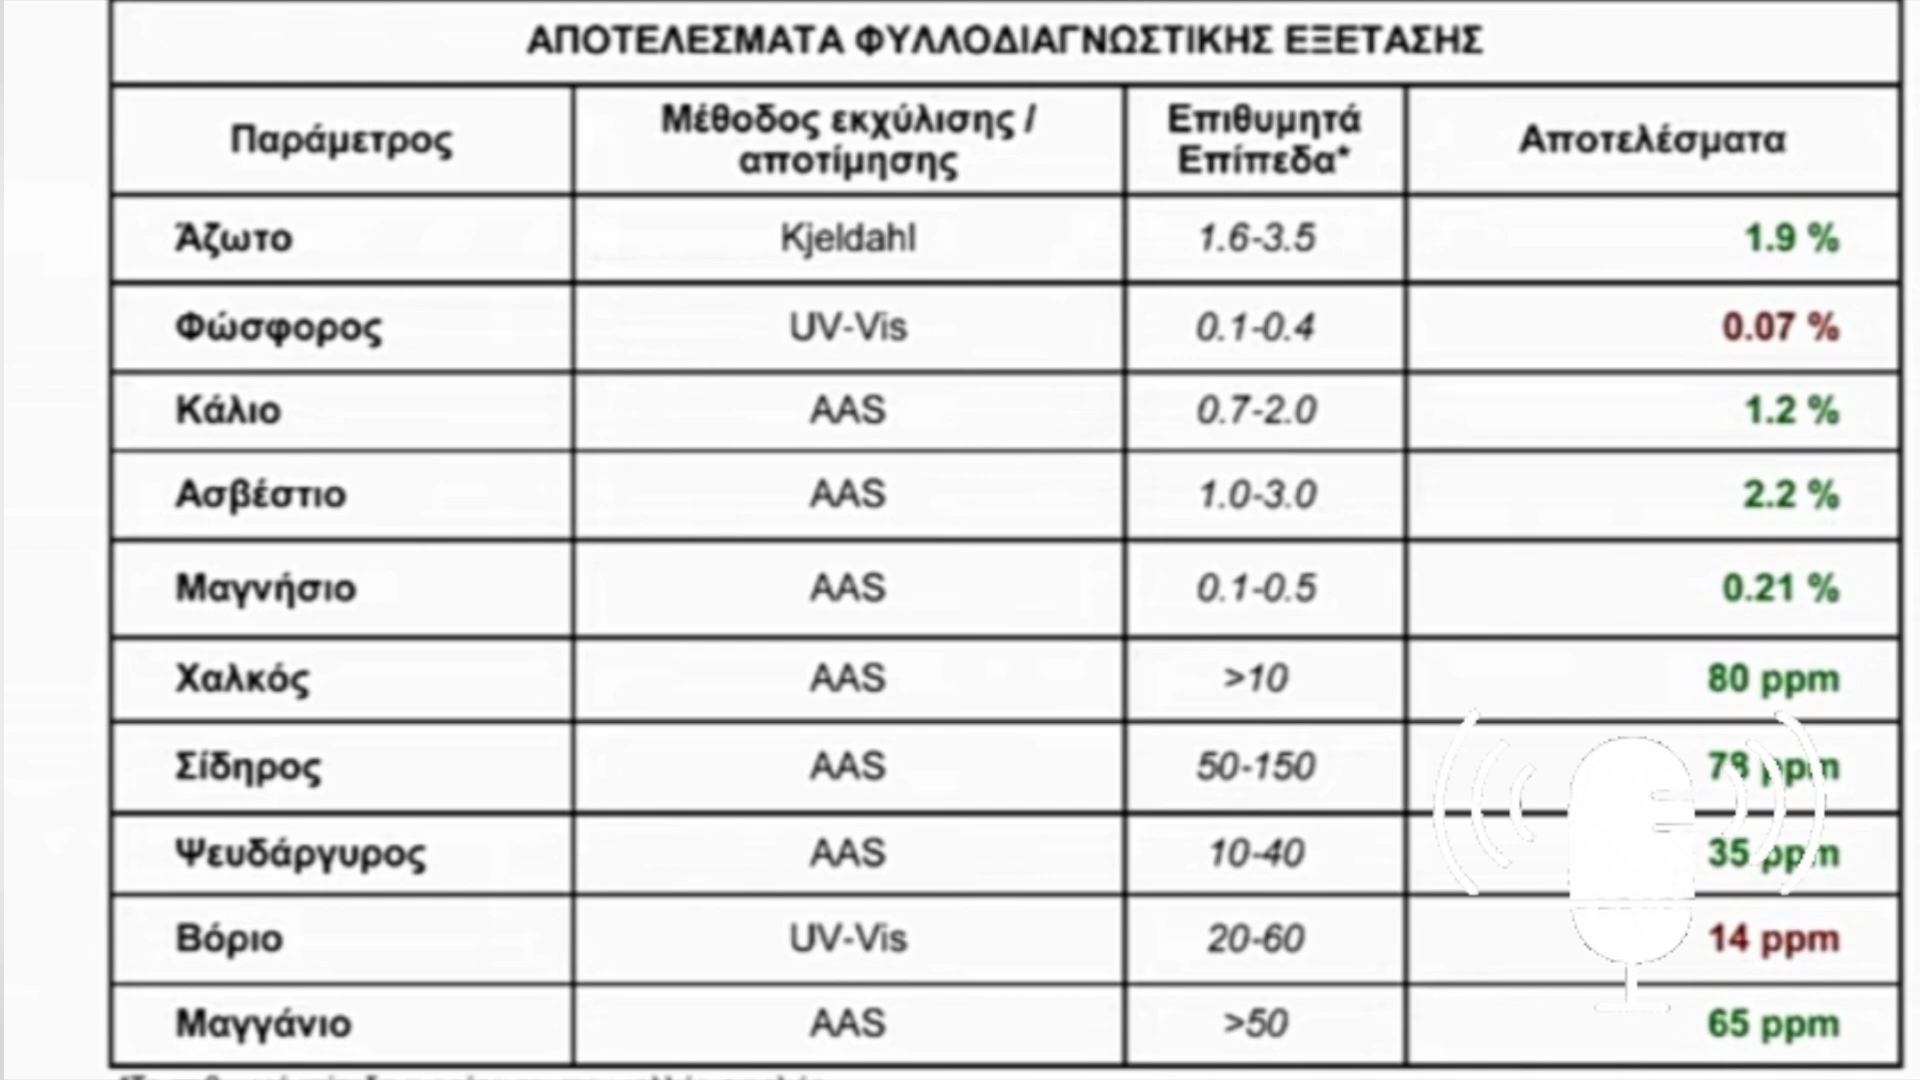 ΑΠΟΤΕΛΕΣΜΑΤΑ ΦΥΛΛΟΔΙΑΓΝΩΣΤΙΚΗΣ ΕΞΕΤΑΣΗΣ
Παράμετρος Μέθοδος εκχύλισης / αποτίμησης Επιθυμητά Επίπεδα* Αποτελέσματα
Άζωτο Kjeldahl 1.6-3.5 1.9 %
Φώσφορος UV-Vis 0.1-0.4 0.07 %
Κάλιο AAS 0.7-2.0 1.2 %
Ασβέστιο AAS 1.0-3.0 2.2 %
Μαγνήσιο AAS 0.1-0.5 0.21 %
Χαλκός AAS >10 80 ppm
Σίδηρος AAS 50-150 78 ppm
Ψευδάργυρος AAS 10-40 35 ppm
Βόριο UV-Vis 20-60 14 ppm
Μαγγάνιο AAS >50 65 ppm